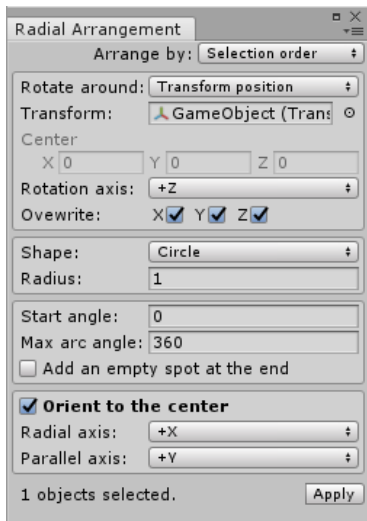 Radial Arrangement
Arrange by: Selection order
Rotate around: Transform position
Transform: GameObject (Trans
Center
X 0 Y 0 Z 0
Rotation axis: +Z
Ovewrite: X Y Z
Shape: Circle
Radius: 1
Start angle: 0
Max arc angle: 360
Add an empty spot at the end
Orient to the center
Radial axis: +X
Parallel axis: +Y
1 objects selected. Apply